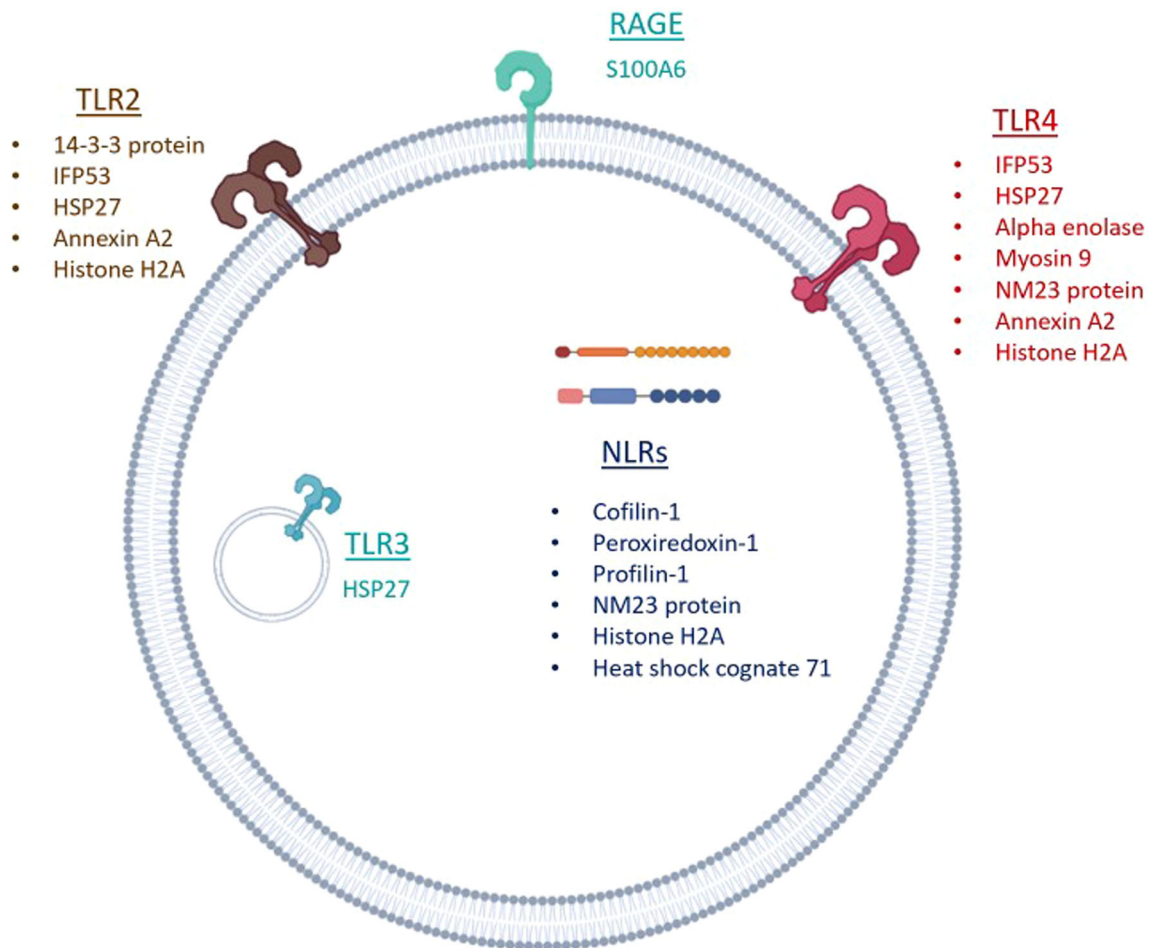 RAGE
S100A6
TLR2
• 14-3-3 protein
• IFP53
• HSP27
• Annexin A2
• Histone H2A
TLR4
• IFP53
• HSP27
• Alpha enolase
• Myosin 9
• NM23 protein
• Annexin A2
• Histone H2A
NLRs
• Cofilin-1
• Peroxiredoxin-1
• Profilin-1
• NM23 protein
• Histone H2A
• Heat shock cognate 71
TLR3
HSP27